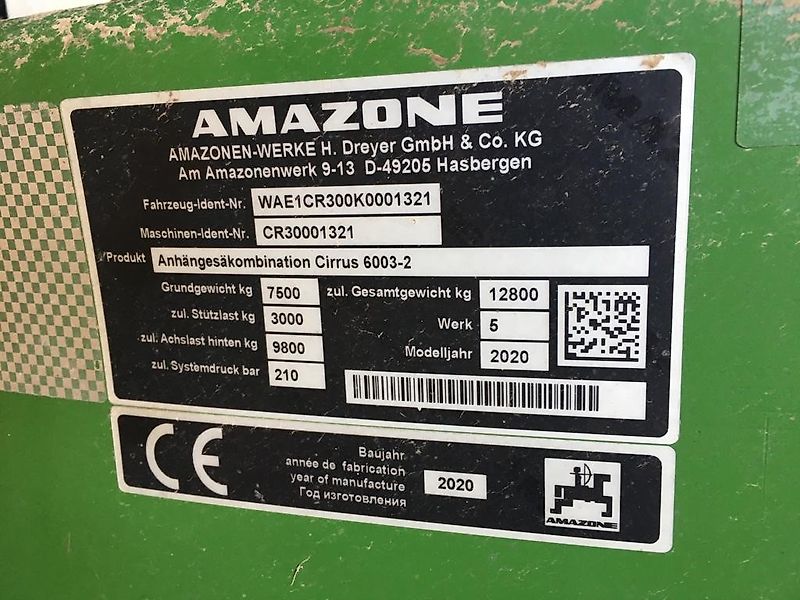 AMAZONE
AMAZONEN-WERKE H. Dreyer GmbH & Co. KG
Am Amazonenwerk 9-13 D-49205 Hasbergen
Fahrzeug-Ident-Nr. WAE1CR300K0001321
Maschinen-Ident-Nr. CR30001321
Produkt Anhängesäkombination Cirrus 6003-2
Grundgewicht kg 7500 zul. Gesamtgewicht kg 12800
zul. Stützlast kg 3000 Werk 5
zul. Achslast hinten kg 9800 Modelljahr 2020
zul. Systemdruck bar 210
CE
Baujahr
année de fabrication
year of manufacture 2020
Год изготовления
AMAZONE